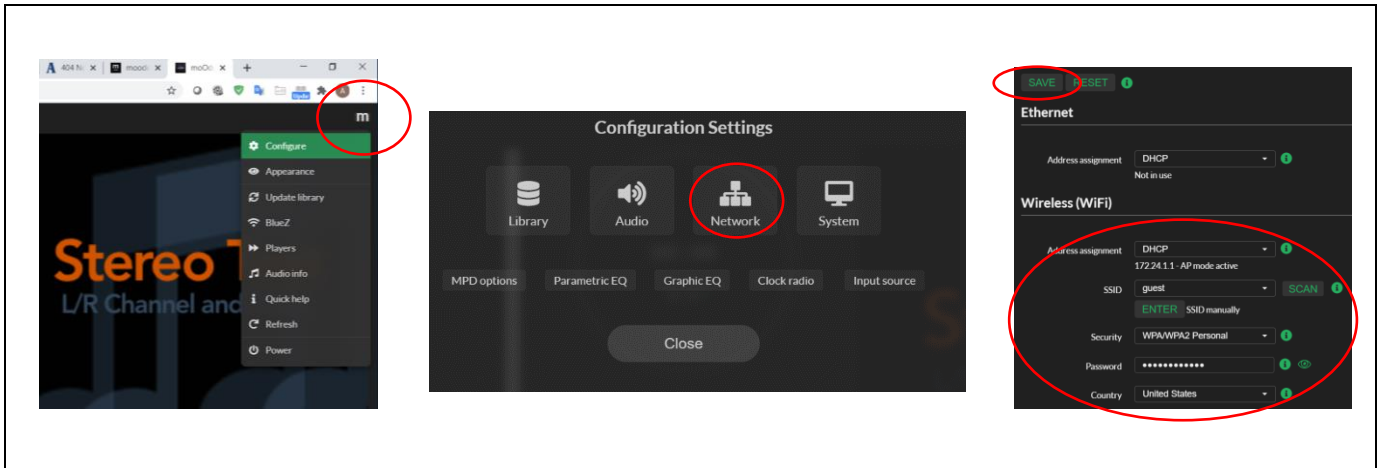 404 N
moo
moO
m
Configure
Appearance
Update library
BlueZ
Players
Audio info
Quick help
Refresh
Power
Stereo T
L/R Channel and
Configuration Settings
Library Audio Network System
MPD options Parametric EQ Graphic EQ Clock radio Input source
Close
SAVE RESET
Ethernet
Address assignment DHCP
Not in use
Wireless (WiFi)
Address assignment DHCP
172.24.1.1 - AP mode active
SSID guest SCAN
ENTER SSID manually
Security WPA/WPA2 Personal
Password ••••••••••••
Country United States